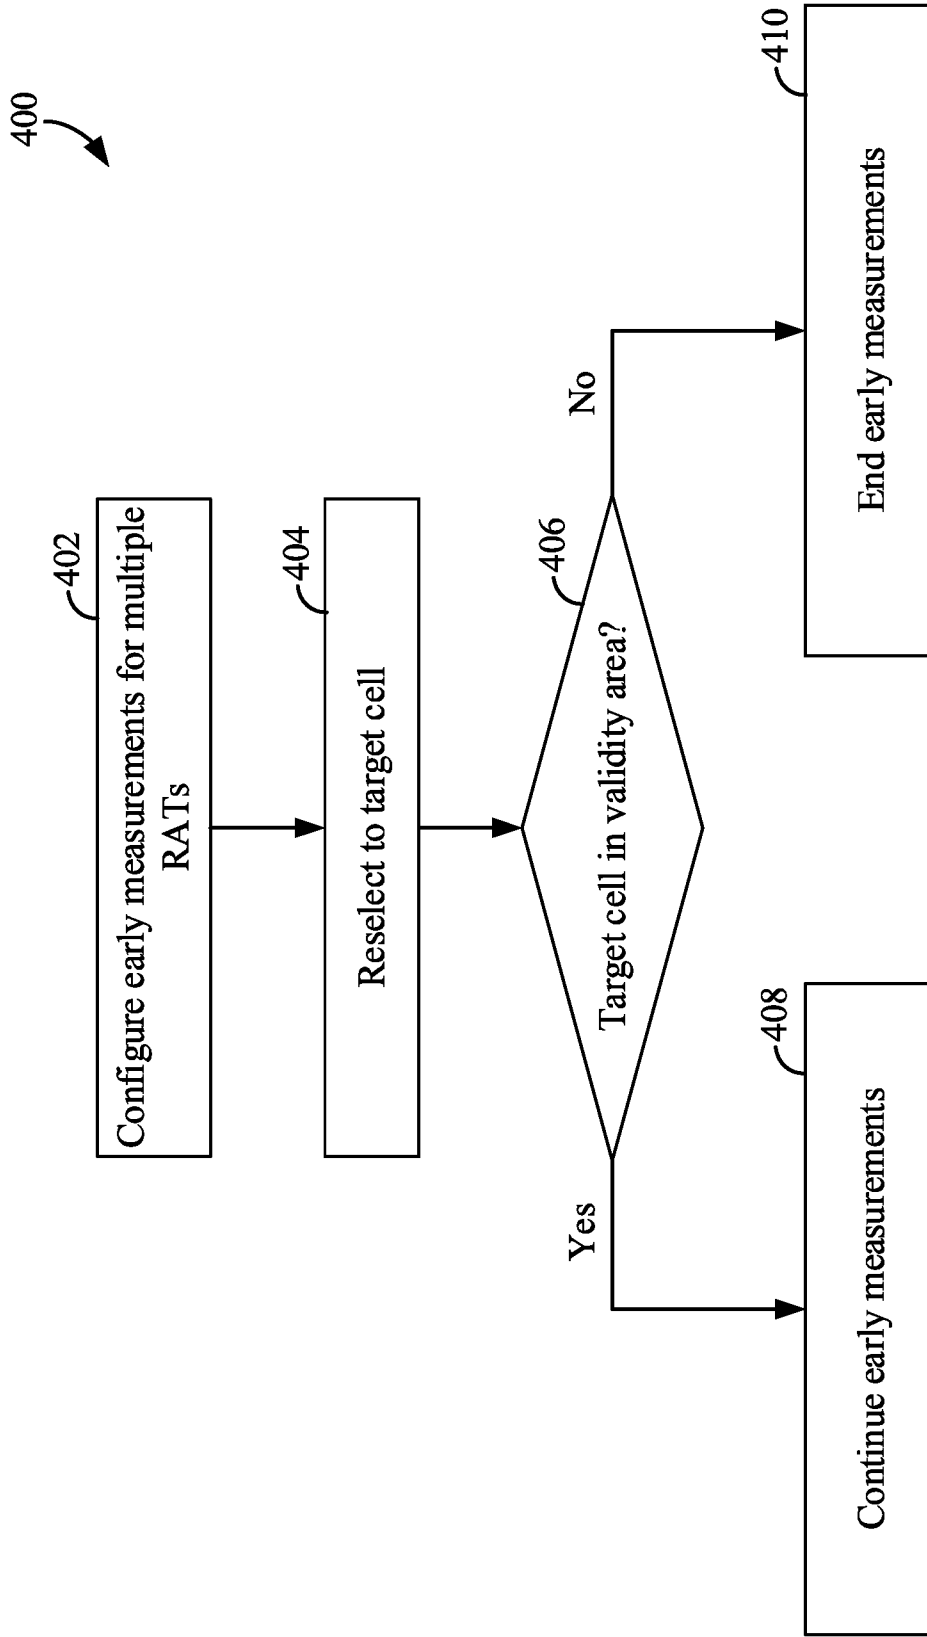 400
402
Configure early measurements for multiple
RATs
404
Reselect to target cell
406
Target cell in validity area?
Yes
No
408
Continue early measurements
410
End early measurements